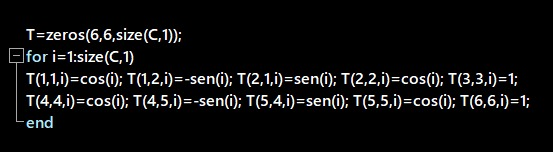 T=zeros(6,6,size(C,1));
for i=1:size(C,1)
T(1,1,i)=cos(i); T(1,2,i)=-sen(i); T(2,1,i)=sen(i); T(2,2,i)=cos(i); T(3,3,i)=1;
T(4,4,i)=cos(i); T(4,5,i)=-sen(i); T(5,4,i)=sen(i); T(5,5,i)=cos(i); T(6,6,i)=1;
end